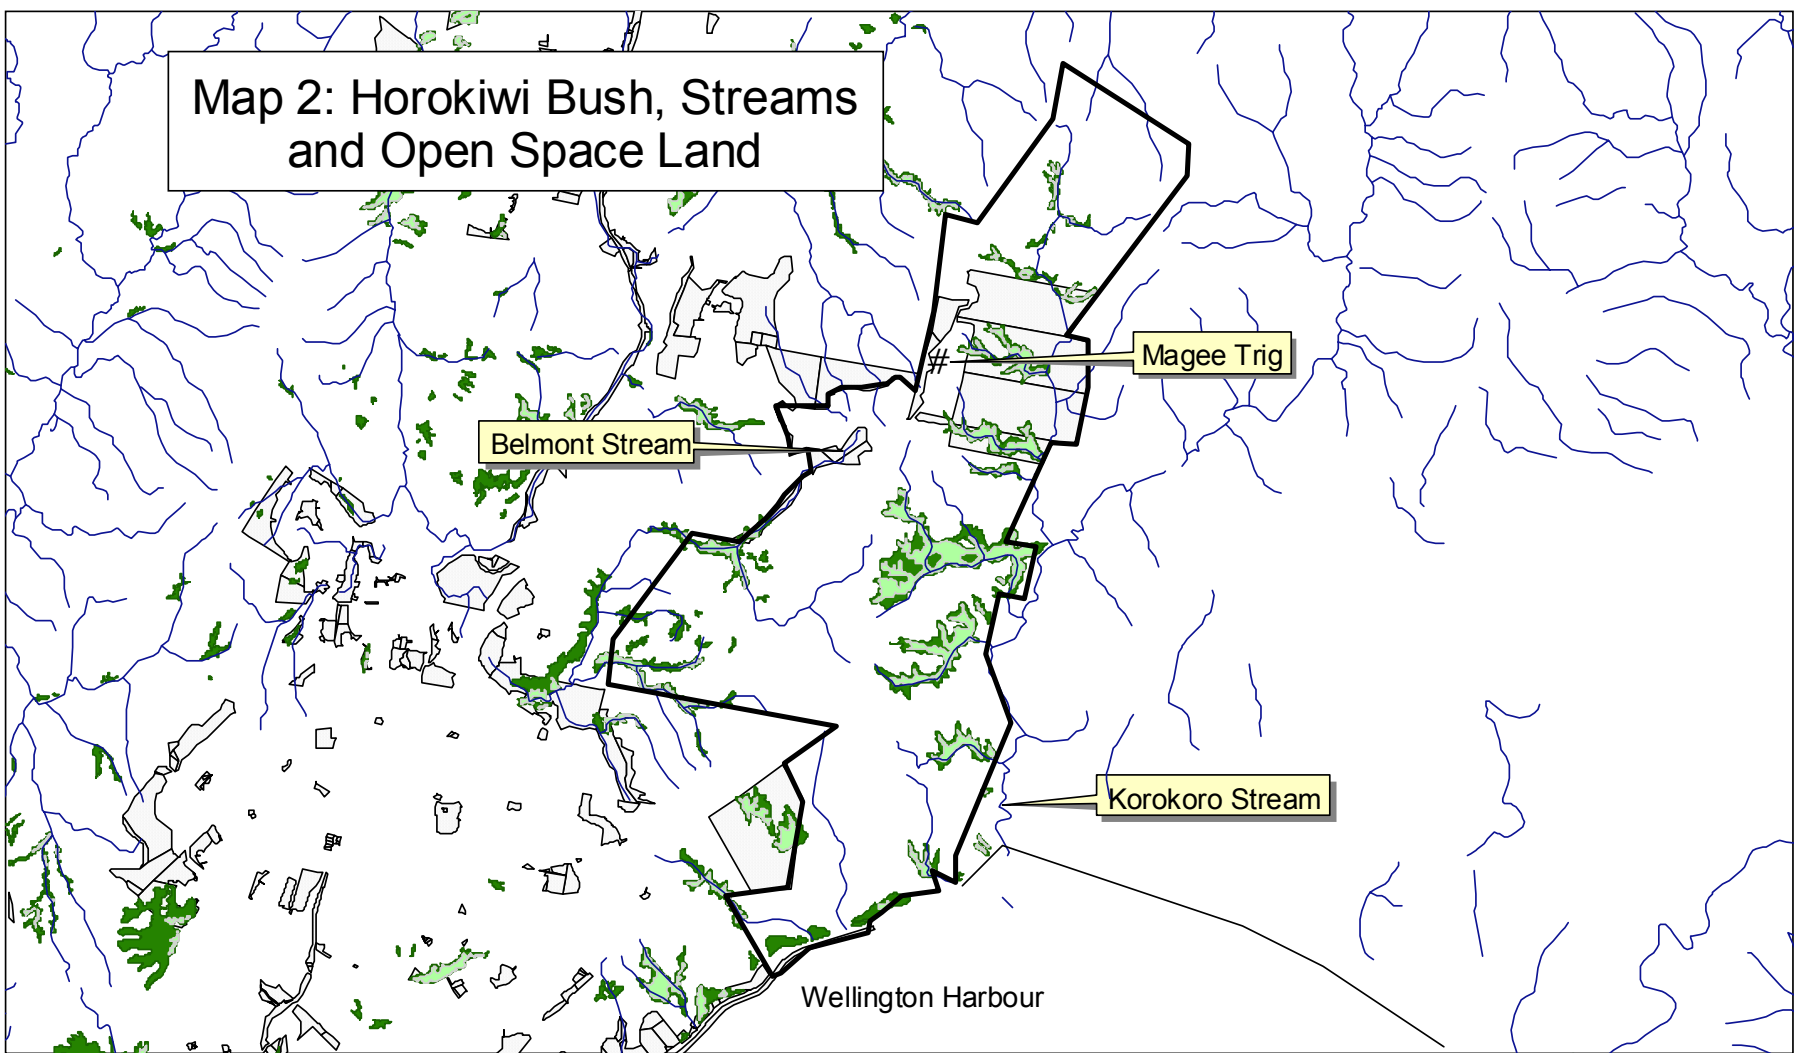 Map 2: Horokiwi Bush, Streams
and Open Space Land
#
Magee Trig
Belmont Stream
Korokoro Stream
Wellington Harbour